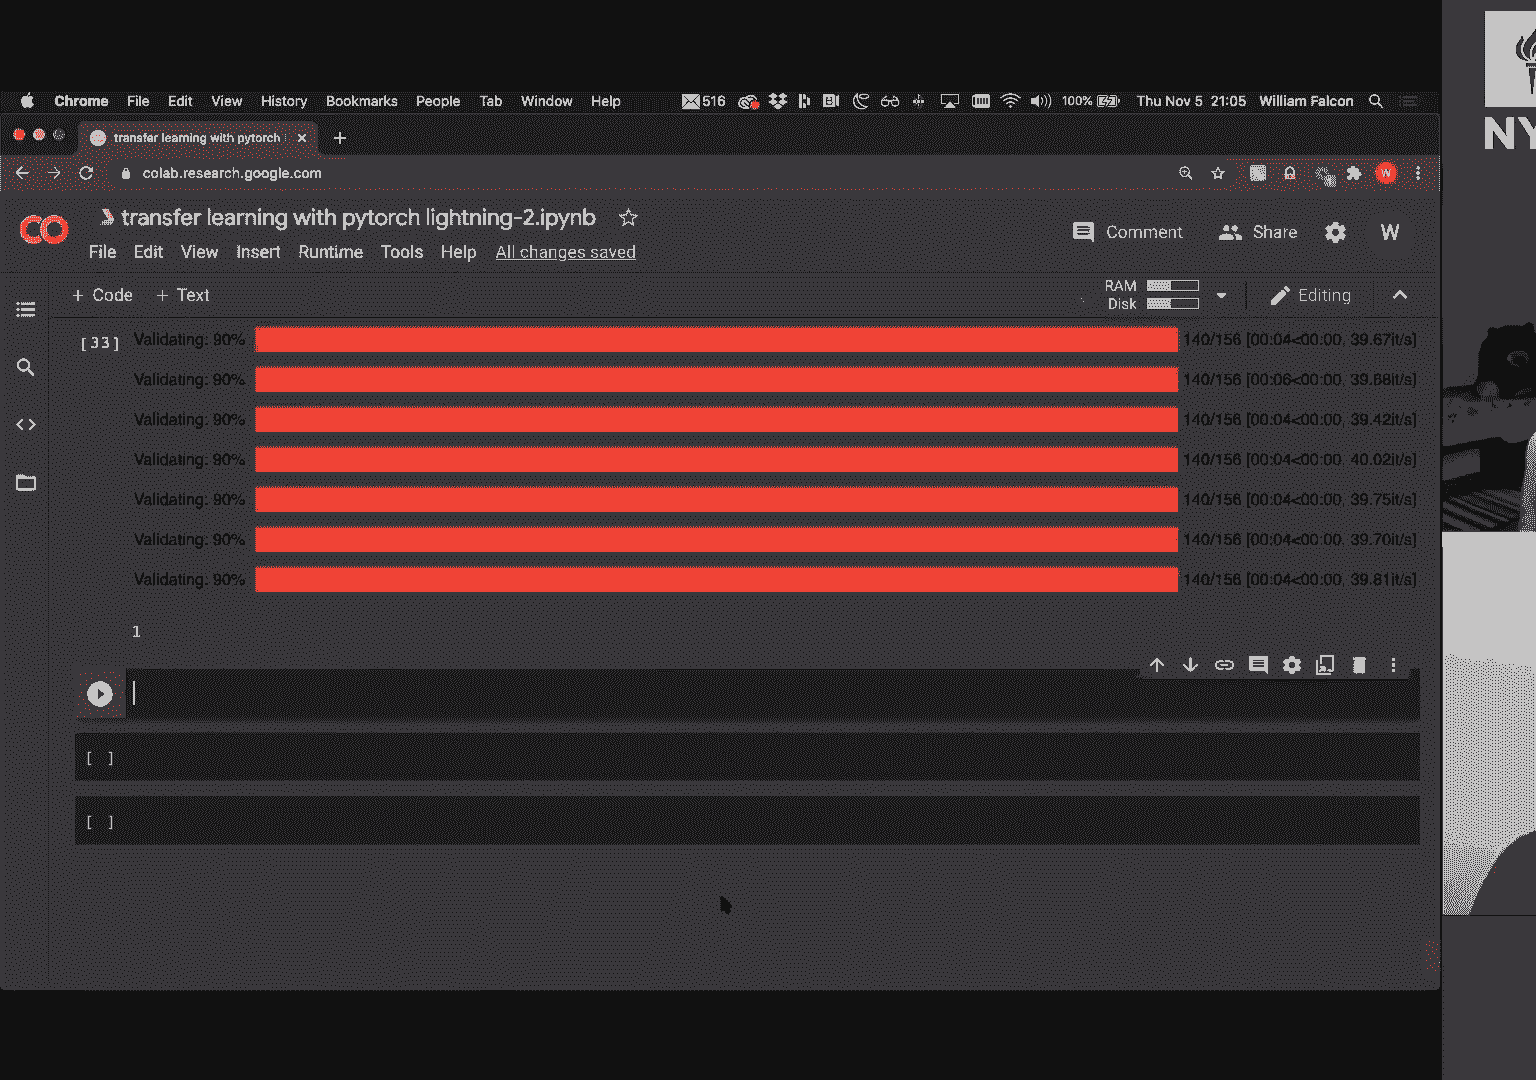 Chrome File Edit View History Bookmarks People Tab Window Help 516 100% Thu Nov 5 21:05 William Falcon
transfer learning with pytorch
colab.research.google.com
W
NY
CO transfer learning with pytorch lightning-2.ipynb
Comment Share W
File Edit View Insert Runtime Tools Help All changes saved
+ Code + Text
RAM
Disk
Editing
[33] Validating: 90% 140/156 [00:04<00:00, 39.67it/s]
Validating: 90% 140/156 [00:06<00:00, 39.88it/s]
Validating: 90% 140/156 [00:04<00:00, 39.42it/s]
Validating: 90% 140/156 [00:04<00:00, 40.02it/s]
Validating: 90% 140/156 [00:04<00:00, 39.75it/s]
Validating: 90% 140/156 [00:04<00:00, 39.70it/s]
Validating: 90% 140/156 [00:04<00:00, 39.81it/s]
1
[ ]
[ ]